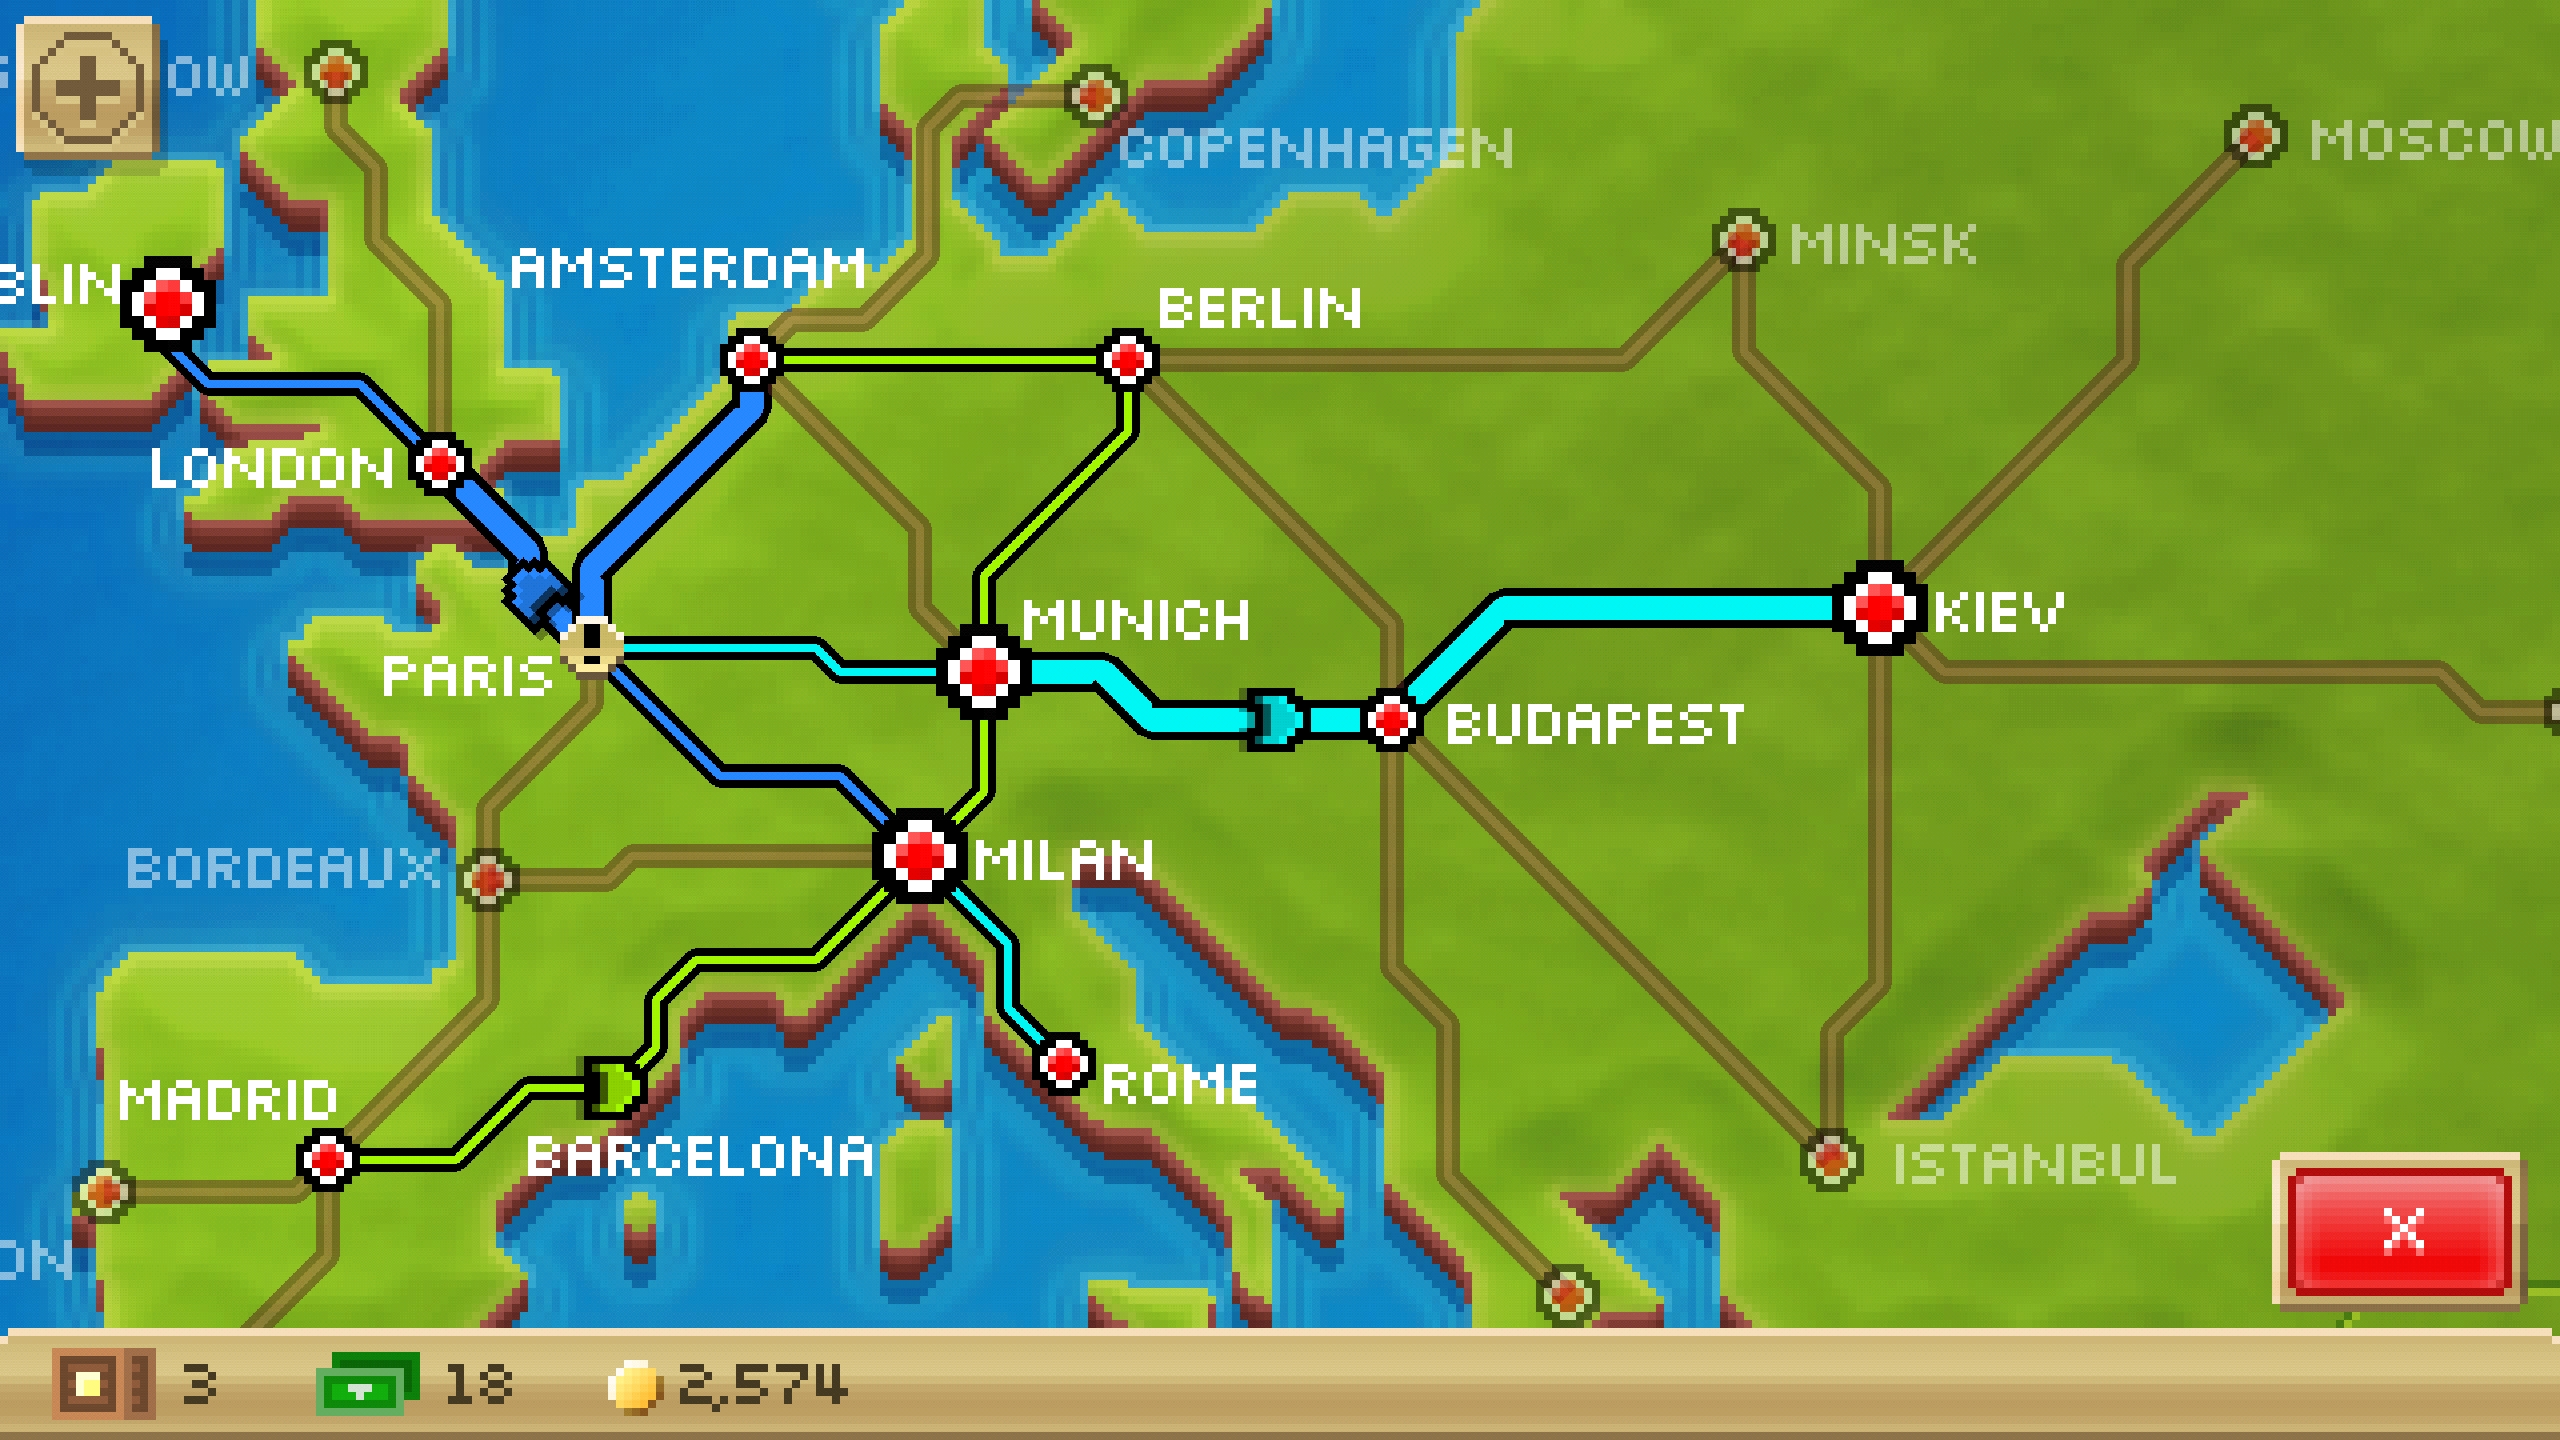 OW
COPENHAGEN
MOSCOW
MINSK
AMSTERDAM
BLIN
BERLIN
LONDON
MUNICH
KIEV
PARIS
BUDAPEST
BORDEAUX
MILAN
ROME
MADRID
BARCELONA
ISTANBUL
ON
X
3 18 2,574